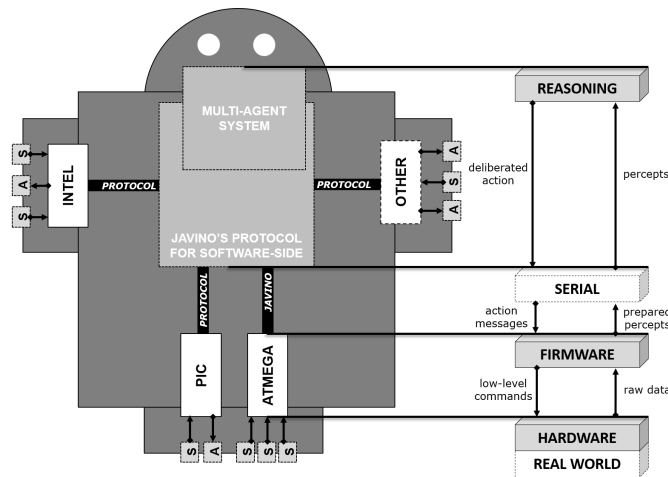 REASONING
MULTI-AGENT
SYSTEM
S
A
S
INTEL
PROTOCOL
PROTOCOL
OTHER
A
S
A
deliberated
action
percepts
JAVINO'S PROTOCOL
FOR SOFTWARE-SIDE
SERIAL
PROTOCOL
JAVINO
action
messages
prepared
percepts
PIC
ATMEGA
FIRMWARE
low-level
commands
raw data
S
A
S
S
S
HARDWARE
REAL WORLD